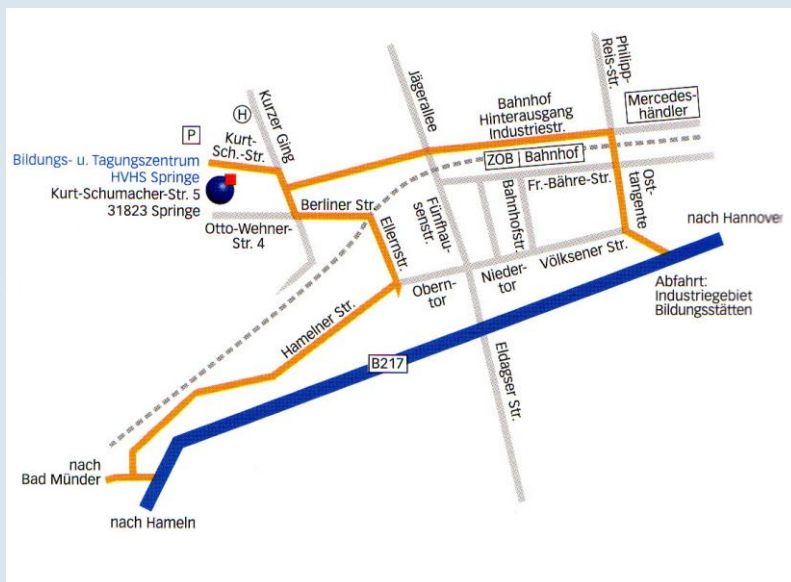 Philipp-
Reis-str.
Jägerallee
Mercedes-
händler
Bahnhof
Hinterausgang
Industriestr.
H
Kurzer Ging
P
Kurt-
Sch.-Str.
Bildungs- u. Tagungszentrum
HVHS Springe
Kurt-Schumacher-Str. 5
31823 Springe
ZOB
Bahnhof
Fr.-Bähre-Str.
Ost-
tangente
Berliner Str.
Otto-Wehner-
Str. 4
Ellernstr.
Fünfhau-
senstr.
Bahnhofstr.
nach Hannover
Völksener Str.
Nieder-
tor
Obern-
tor
Abfahrt:
Industriegebiet
Bildungsstätten
Hamelner Str.
B217
Eldagser Str.
nach
Bad Münder
nach Hameln